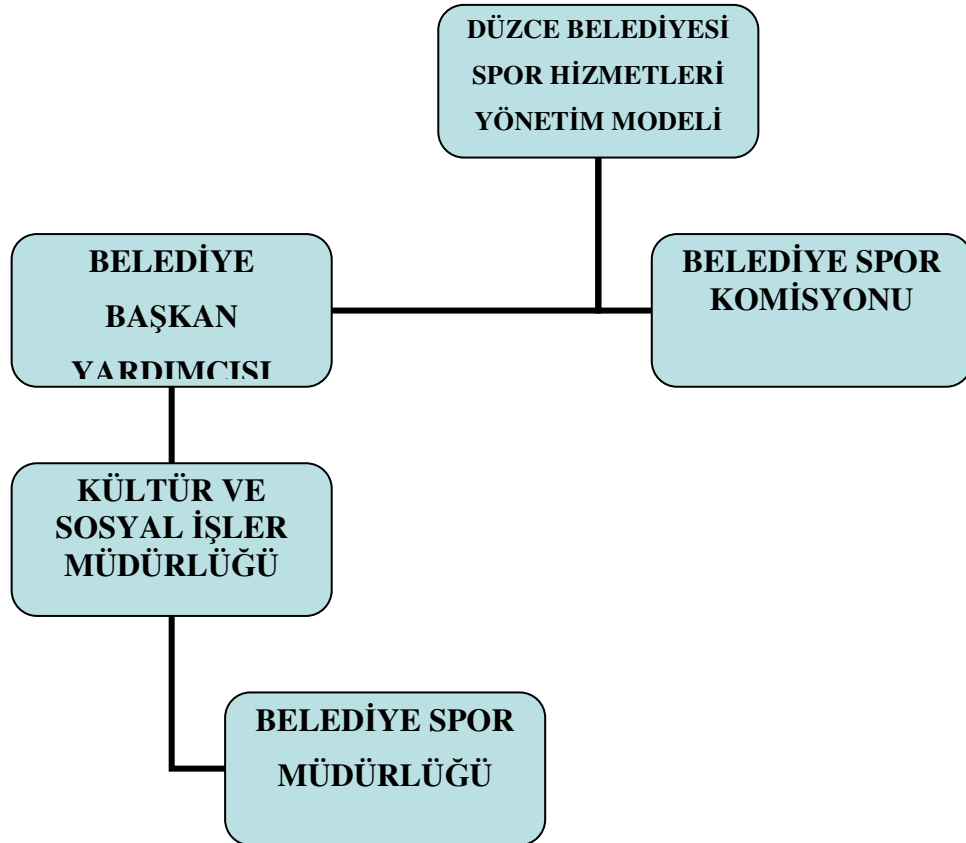 DÜZCE BELEDİYESİ
SPOR HİZMETLERİ
YÖNETİM MODELİ
BELEDİYE
BAŞKAN
YARDIMCISI
BELEDİYE SPOR
KOMİSYONU
KÜLTÜR VE
SOSYAL İŞLER
MÜDÜRLÜĞÜ
BELEDİYE SPOR
MÜDÜRLÜĞÜ